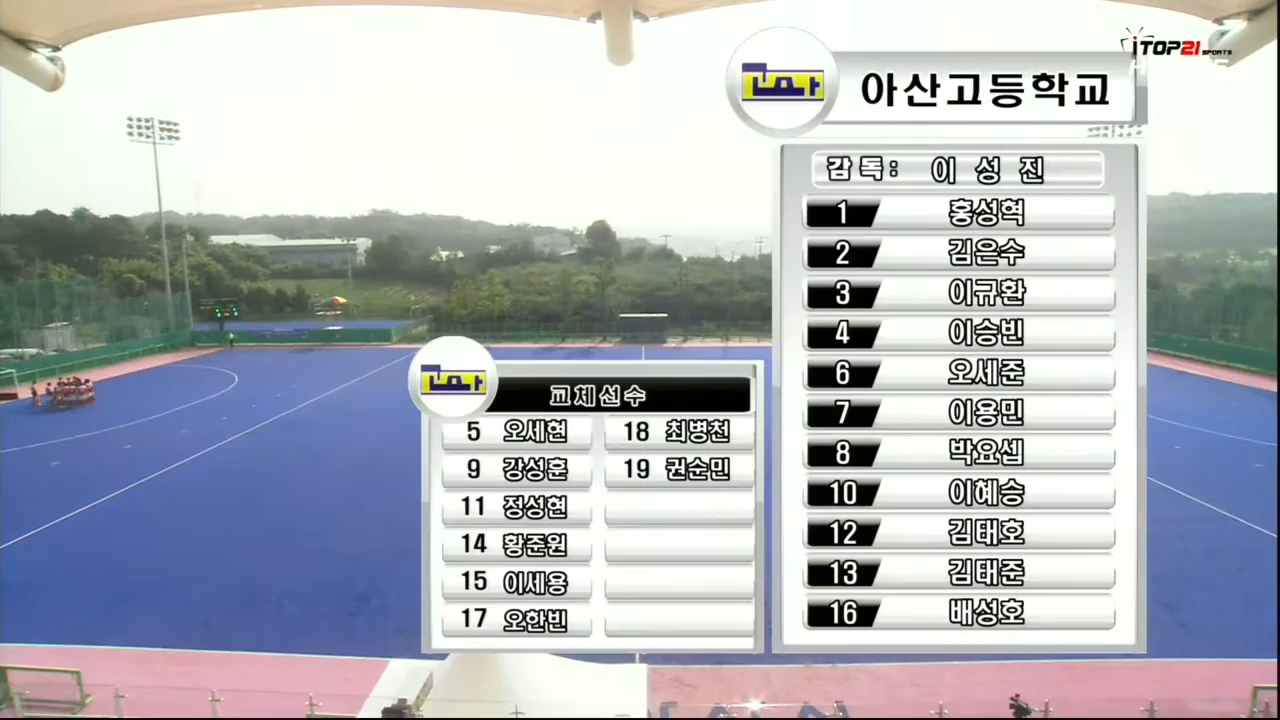 iTOP21 SPORTS
아산고등학교
감독: 이 성 진
1 홍성혁
2 김은수
3 이규환
4 이승빈
6 오세준
7 이용민
8 박요셉
10 이혜승
12 김태호
13 김태준
16 배성호
교체선수
5 오세현
9 강성훈
11 정성현
14 황준원
15 이세용
17 오한빈
18 최병천
19 권순민